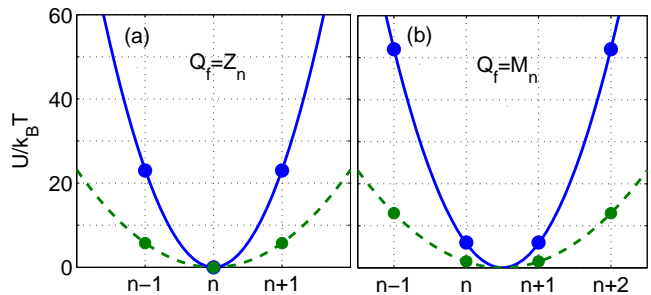 60
40
20
0
U/k_BT
(a)
Q_f=Z_n
n−1
n
n+1
(b)
Q_f=M_n
n−1
n
n+1
n+2